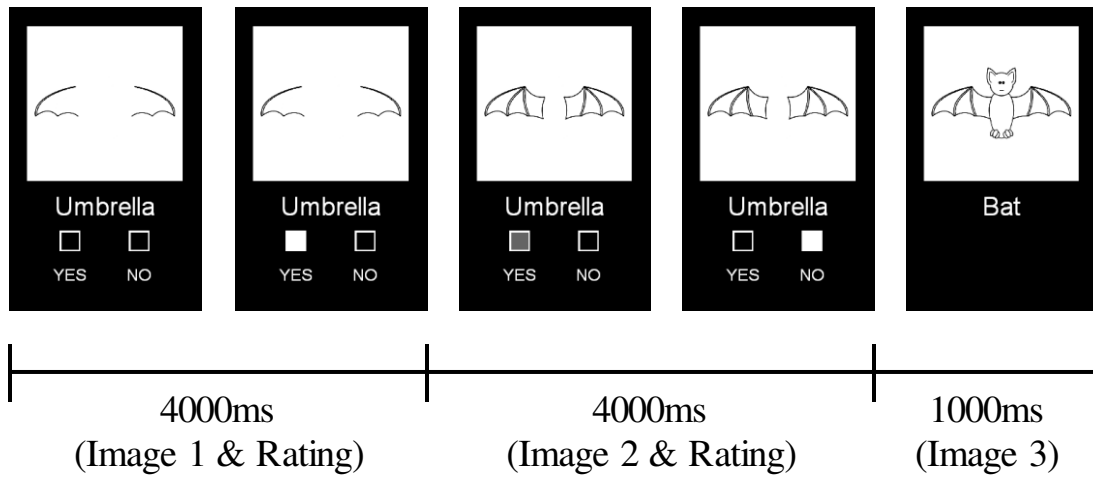 Umbrella
YES NO
Umbrella
YES NO
Umbrella
YES NO
Umbrella
YES NO
Bat
4000ms
(Image 1 & Rating)
4000ms
(Image 2 & Rating)
1000ms
(Image 3)